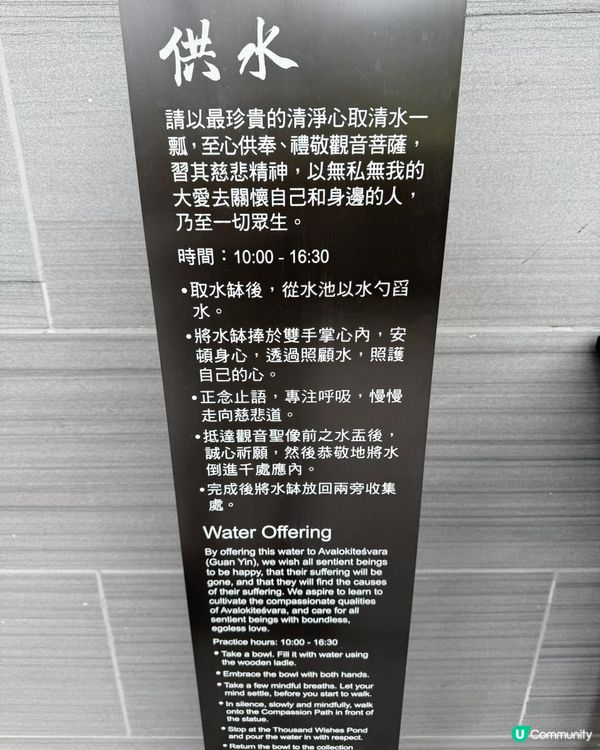 供水
請以最珍貴的清淨心取清水一
瓢，至心供奉、禮敬觀音菩薩，
習其慈悲精神，以無私無我的
大愛去關懷自己和身邊的人，
乃至一切眾生。
時間：10:00 - 16:30
•取水缽後，從水池以水勺舀
水。
•將水缽捧於雙手掌心內，安
頓身心，透過照顧水，照護
自己的心。
•正念止語，專注呼吸，慢慢
走向慈悲道。
•抵達觀音聖像前之水盂後，
誠心祈願，然後恭敬地將水
倒進千處應內。
•完成後將水缽放回兩旁收集
處。
Water Offering
By offering this water to Avalokiteśvara
(Guan Yin), we wish all sentient beings
to be happy, that their suffering will be
gone, and that they will find the causes
of their suffering. We aspire to learn to
cultivate the compassionate qualities
of Avalokiteśvara, and care for all
sentient beings with boundless,
egoless love.
Practice hours: 10:00 - 16:30
• Take a bowl. Fill it with water using
the wooden ladle.
• Embrace the bowl with both hands.
• Take a few mindful breaths. Let your
mind settle, before you start to walk.
• In silence, slowly and mindfully, walk
onto the Compassion Path in front of
the statue.
• Stop at the Thousand Wishes Pond
and pour the water in with respect.
• Return the bowl to the collection
U Community